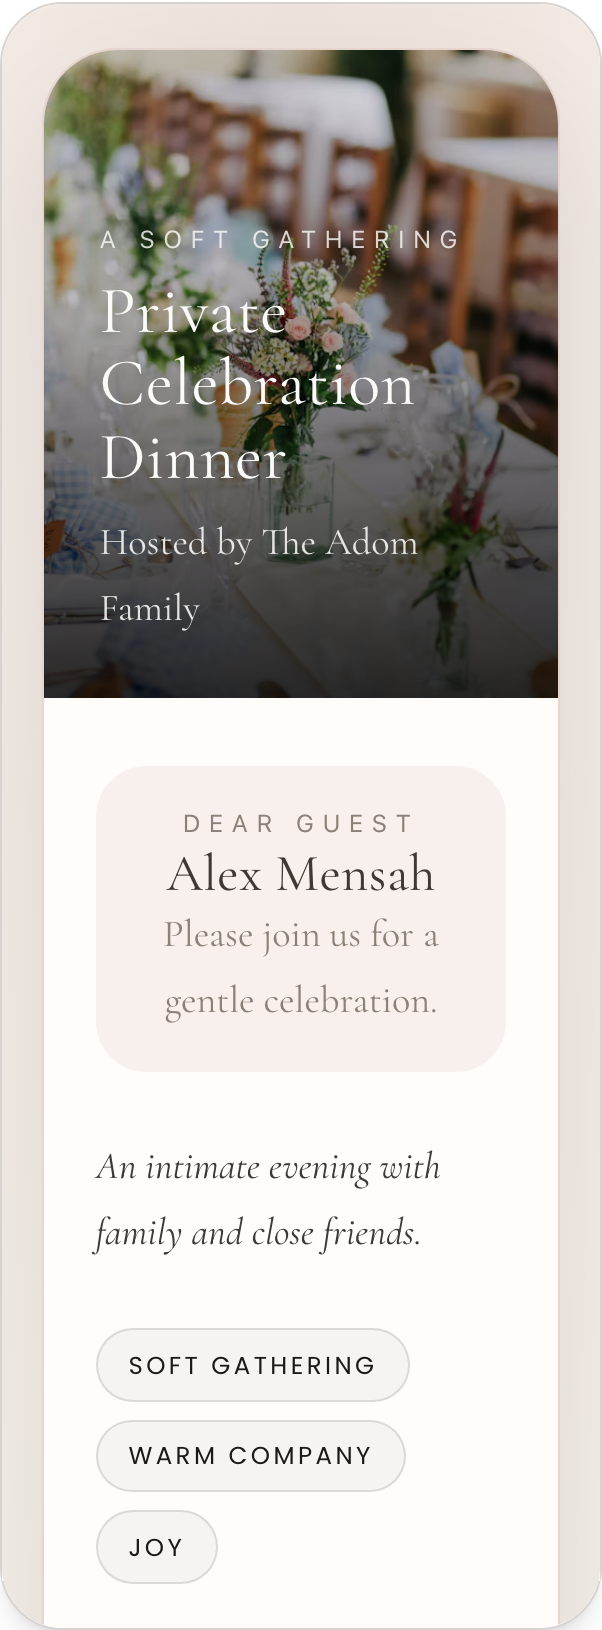 A SOFT GATHERING
Private
Celebration
Dinner
Hosted by The Adom
Family
DEAR GUEST
Alex Mensah
Please join us for a
gentle celebration.
An intimate evening with
family and close friends.
SOFT GATHERING
WARM COMPANY
JOY